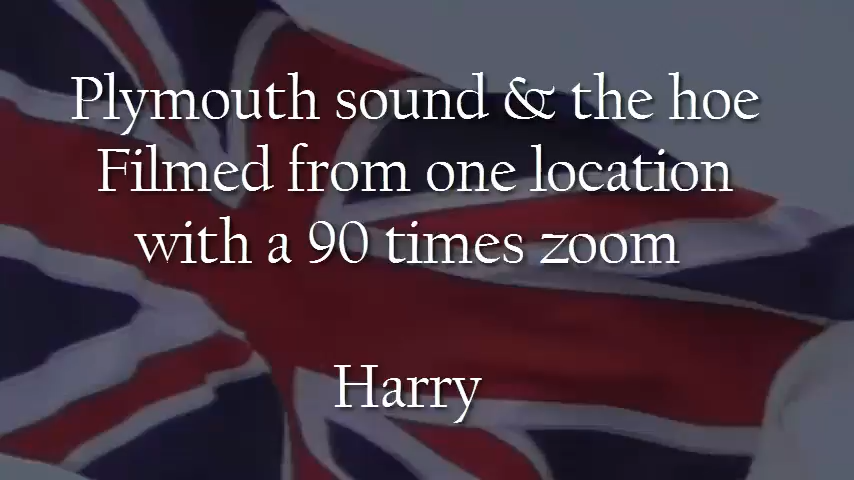 Plymouth sound & the hoe
Filmed from one location
with a 90 times zoom
Harry